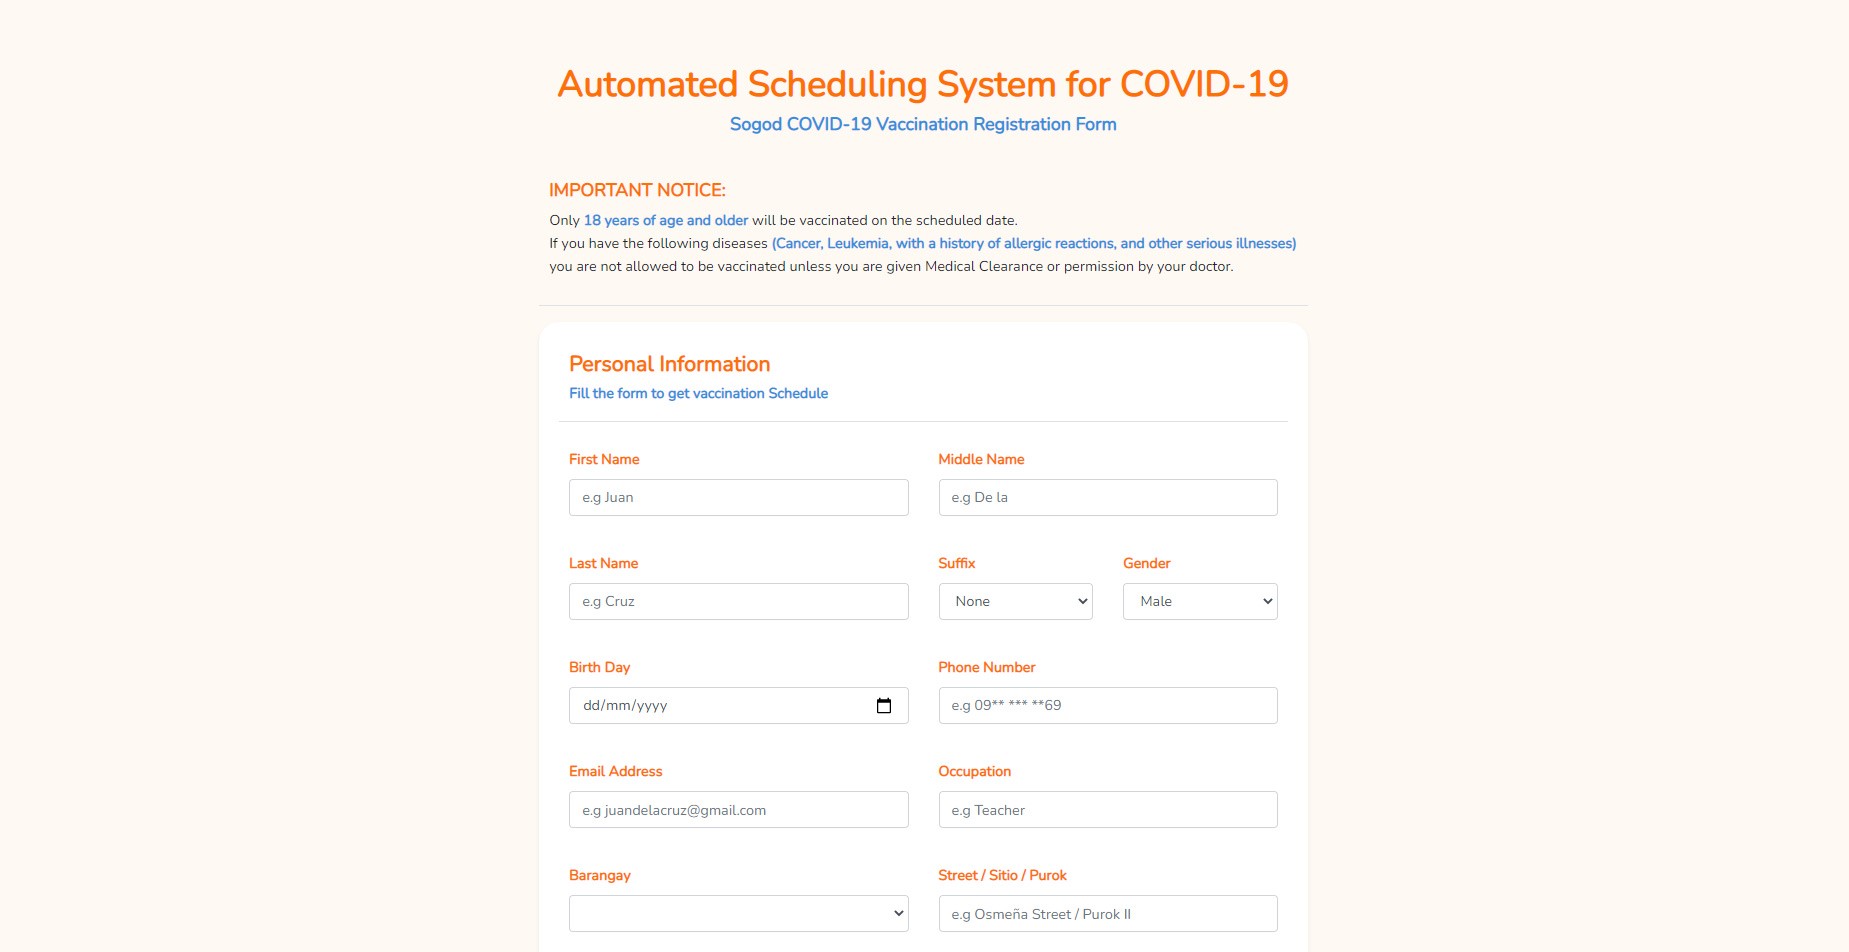 Automated Scheduling System for COVID-19
Sogod COVID-19 Vaccination Registration Form
IMPORTANT NOTICE:
Only 18 years of age and older will be vaccinated on the scheduled date.
If you have the following diseases (Cancer, Leukemia, with a history of allergic reactions, and other serious illnesses)
you are not allowed to be vaccinated unless you are given Medical Clearance or permission by your doctor.
Personal Information
Fill the form to get vaccination Schedule
First Name
Middle Name
e.g Juan
e.g De la
Last Name
Suffix
Gender
e.g Cruz
None
Male
Birth Day
Phone Number
dd/mm/yyyy
e.g 09** *** **69
Email Address
Occupation
e.g juandelacruz@gmail.com
e.g Teacher
Barangay
Street / Sitio / Purok
e.g Osmeña Street / Purok II